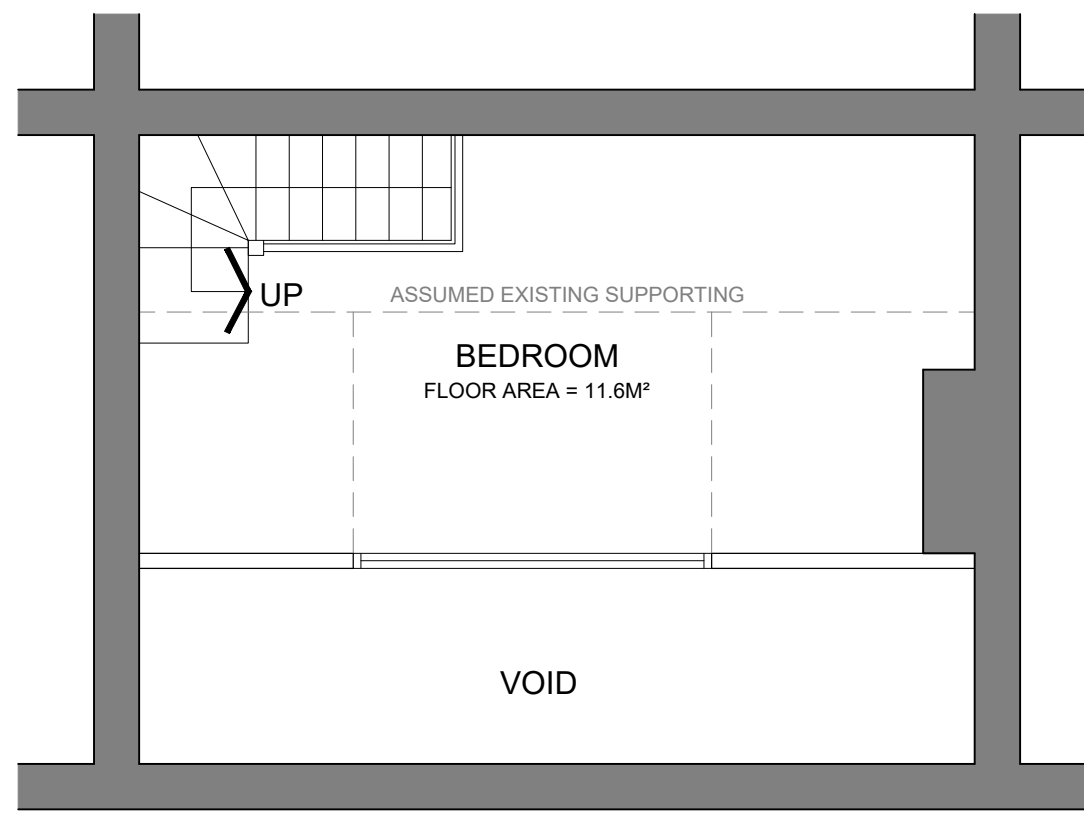 UP
ASSUMED EXISTING SUPPORTING
BEDROOM
FLOOR AREA = 11.6M²
VOID